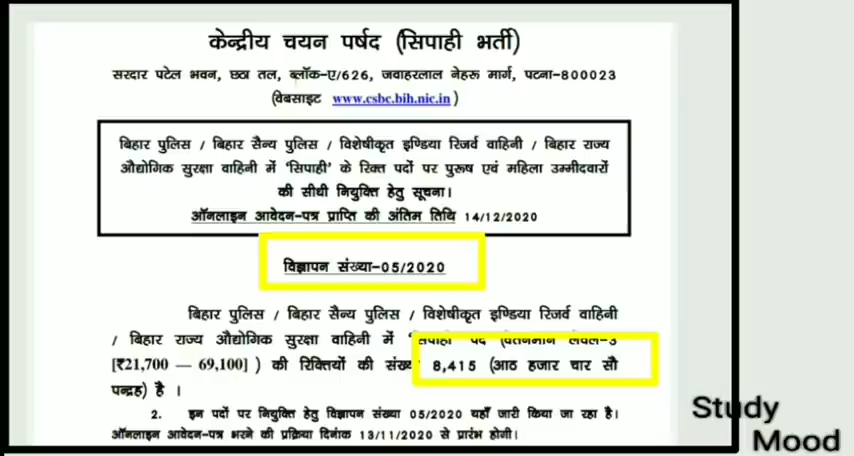 केन्द्रीय चयन पर्षद (सिपाही भर्ती)
सरदार पटेल भवन, छठा तल, ब्लॉक-ए/626, जवाहरलाल नेहरू मार्ग, पटना-800023
(वेबसाइट www.csbc.bih.nic.in )
बिहार पुलिस / बिहार सैन्य पुलिस / विशेषीकृत इण्डिया रिजर्व वाहिनी / बिहार राज्य
औद्योगिक सुरक्षा वाहिनी में ‘सिपाही’ के रिक्त पदों पर पुरूष एवं महिला उम्मीदवारों
की सीधी नियुक्ति हेतु सूचना।
ऑनलाइन आवेदन-पत्र प्राप्ति की अंतिम तिथि 14/12/2020
विज्ञापन संख्या-05/2020
बिहार पुलिस / बिहार सैन्य पुलिस / विशेषीकृत इण्डिया रिजर्व वाहिनी
/ बिहार राज्य औद्योगिक सुरक्षा वाहिनी में ‘सिपाही’ पद (वेतनमान लेवल-3
[₹21,700 — 69,100] ) की रिक्तियों की संख्या 8,415 (आठ हजार चार सौ
पन्द्रह) है ।
2. इन पदों पर नियुक्ति हेतु विज्ञापन संख्या 05/2020 यहाँ जारी किया जा रहा है।
ऑनलाइन आवेदन-पत्र भरने की प्रक्रिया दिनांक 13/11/2020 से प्रारंभ होगी।
Study
Mood